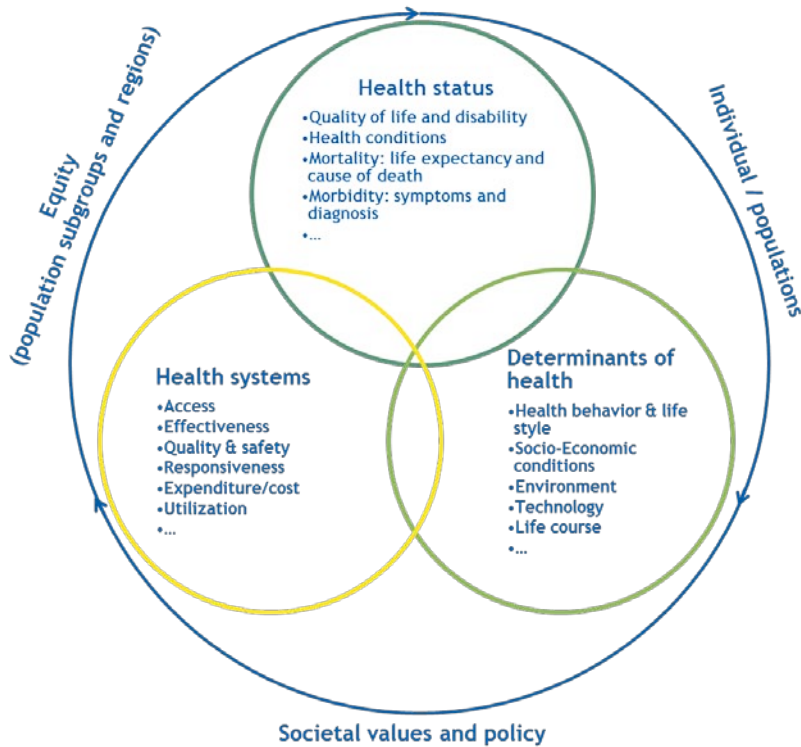 Equity
(population subgroups and regions)
Individual / populations
Health status
•Quality of life and disability
•Health conditions
•Mortality: life expectancy and
cause of death
•Morbidity: symptoms and
diagnosis
•…
Health systems
•Access
•Effectiveness
•Quality & safety
•Responsiveness
•Expenditure/cost
•Utilization
•…
Determinants of
health
•Health behavior & life
style
•Socio-Economic
conditions
•Environment
•Technology
•Life course
•…
Societal values and policy